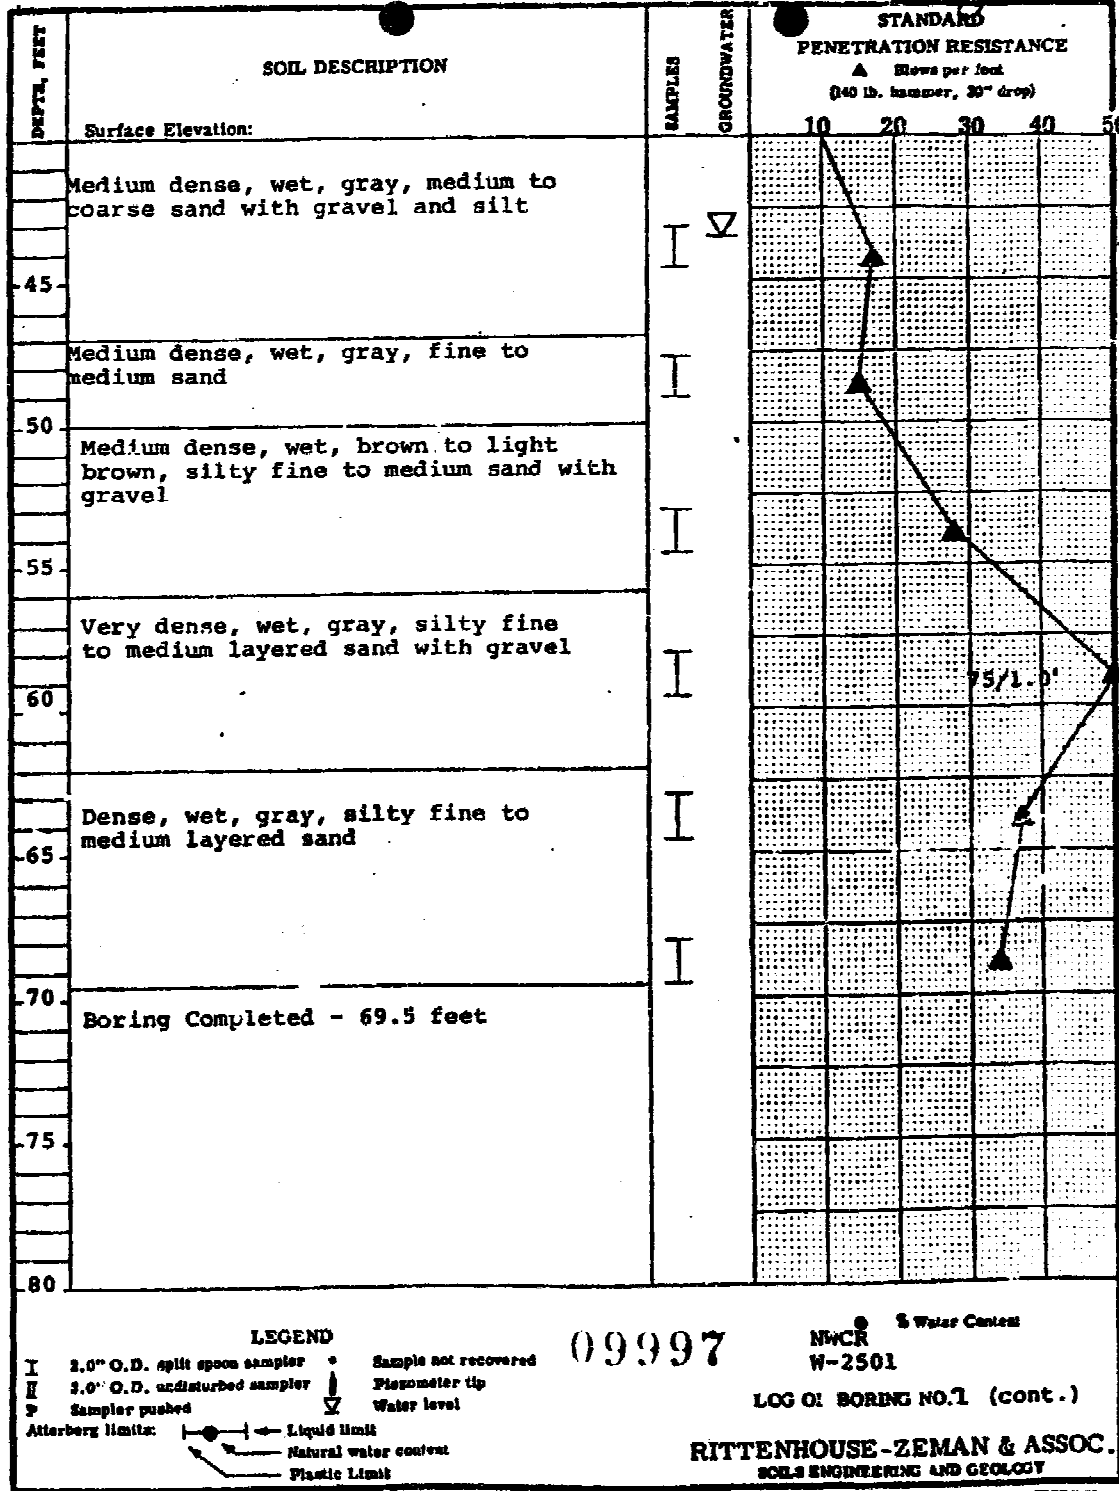 DEPTH, FEET
SOIL DESCRIPTION
Surface Elevation:
SAMPLES
GROUNDWATER
STANDARD
PENETRATION RESISTANCE
▲ Blows per foot
(140 lb. hammer, 30" drop)
10 20 30 40 50
Medium dense, wet, gray, medium to
coarse sand with gravel and silt
45
Medium dense, wet, gray, fine to
medium sand
50
Medium dense, wet, brown to light
brown, silty fine to medium sand with
gravel
55
Very dense, wet, gray, silty fine
to medium layered sand with gravel
75/1.0'
60
Dense, wet, gray, silty fine to
medium layered sand
65
70
Boring Completed - 69.5 feet
75
80
LEGEND
I 2.0" O.D. split spoon sampler
II 3.0" O.D. undisturbed sampler
P Sampler pushed
* Sample not recovered
Piezometer tip
Water level
Atterberg limits:
Liquid limit
Natural water content
Plastic Limit
09997
● % Water Content
NWCR
W-2501
LOG OF BORING NO. (cont.)
RITTENHOUSE-ZEMAN & ASSOC.
SOILS ENGINEERING AND GEOLOGY